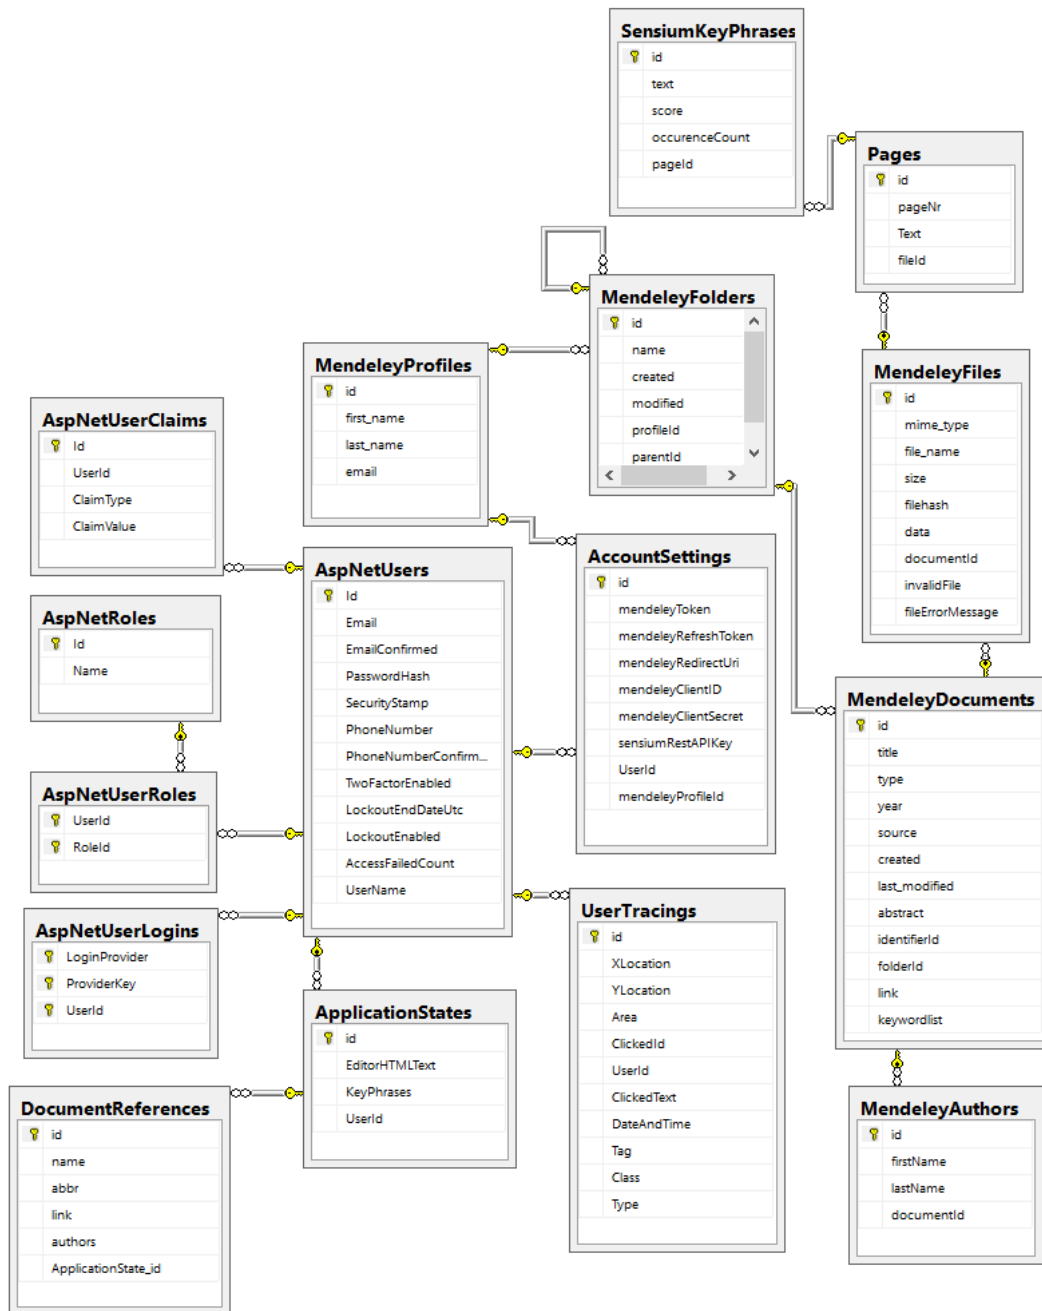 SensiumKeyPhrases
id
text
score
occurenceCount
pageId
Pages
id
pageNr
Text
fileId
MendeleyFolders
id
name
created
modified
profileId
parentId
MendeleyProfiles
id
first_name
last_name
email
MendeleyFiles
id
mime_type
file_name
size
filehash
data
documentId
invalidFile
fileErrorMessage
AspNetUserClaims
Id
UserId
ClaimType
ClaimValue
AspNetUsers
Id
Email
EmailConfirmed
PasswordHash
SecurityStamp
PhoneNumber
PhoneNumberConfirm...
TwoFactorEnabled
LockoutEndDateUtc
LockoutEnabled
AccessFailedCount
UserName
AccountSettings
id
mendeleyToken
mendeleyRefreshToken
mendeleyRedirectUri
mendeleyClientID
mendeleyClientSecret
sensiumRestAPIKey
UserId
mendeleyProfileId
AspNetRoles
Id
Name
MendeleyDocuments
id
title
type
year
source
created
last_modified
abstract
identifierId
folderId
link
keywordlist
AspNetUserRoles
UserId
RoleId
AspNetUserLogins
LoginProvider
ProviderKey
UserId
UserTracings
id
XLocation
YLocation
Area
ClickedId
UserId
ClickedText
DateAndTime
Tag
Class
Type
ApplicationStates
id
EditorHTMLText
KeyPhrases
UserId
DocumentReferences
id
name
abbr
link
authors
ApplicationState_id
MendeleyAuthors
id
firstName
lastName
documentId